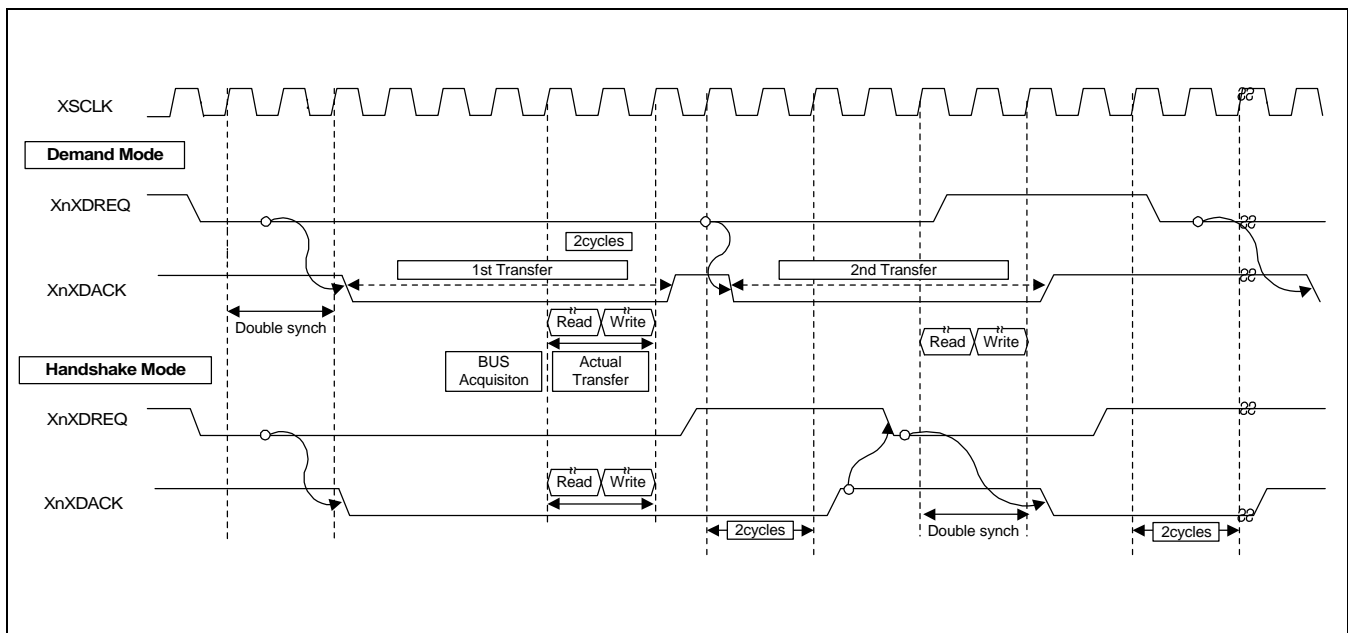 XSCLK
Demand Mode
XnXDREQ
2cycles
1st Transfer
2nd Transfer
XnXDACK
Double synch
Read
Write
Read
Write
BUS
Acquisiton
Actual
Transfer
Handshake Mode
XnXDREQ
Read
Write
XnXDACK
2cycles
Double synch
2cycles